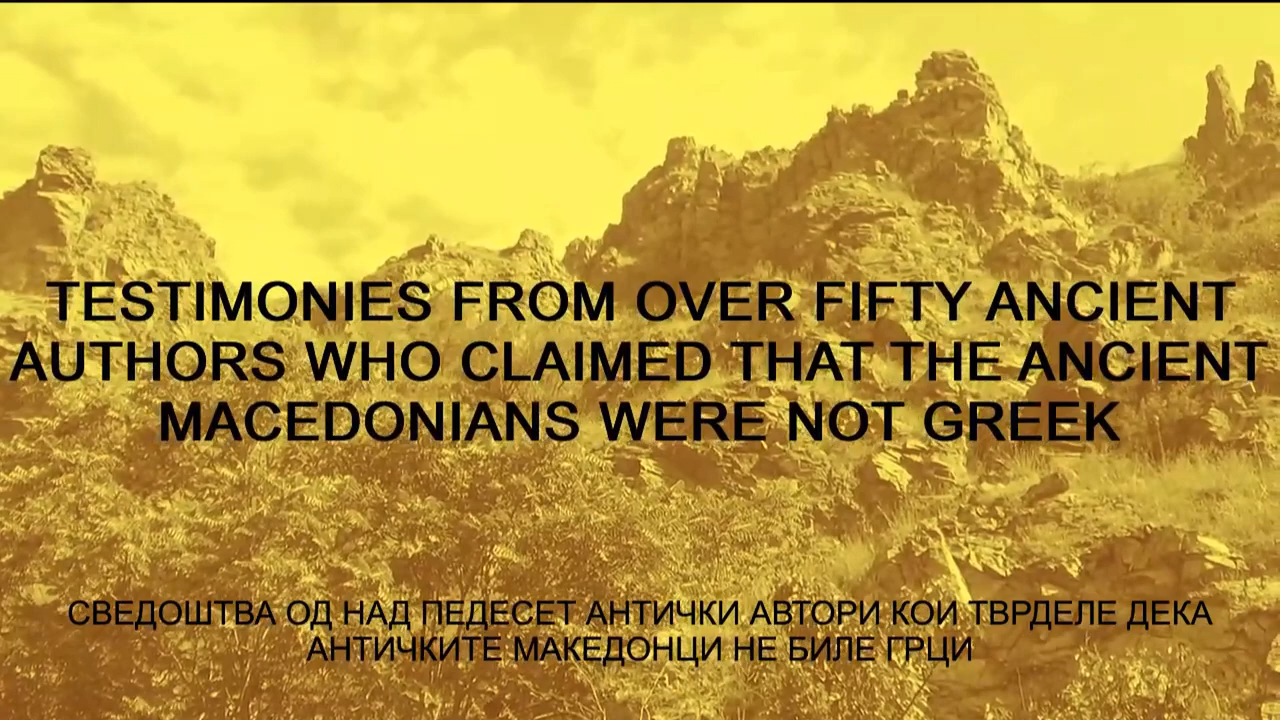 TESTIMONIES FROM OVER FIFTY ANCIENT
AUTHORS WHO CLAIMED THAT THE ANCIENT
MACEDONIANS WERE NOT GREEK
СВЕДОШТВА ОД НАД ПЕДЕСЕТ АНТИЧКИ АВТОРИ КОИ ТВРДЕЛЕ ДЕКА
АНТИЧКИТЕ МАКЕДОНЦИ НЕ БИЛЕ ГРЦИ